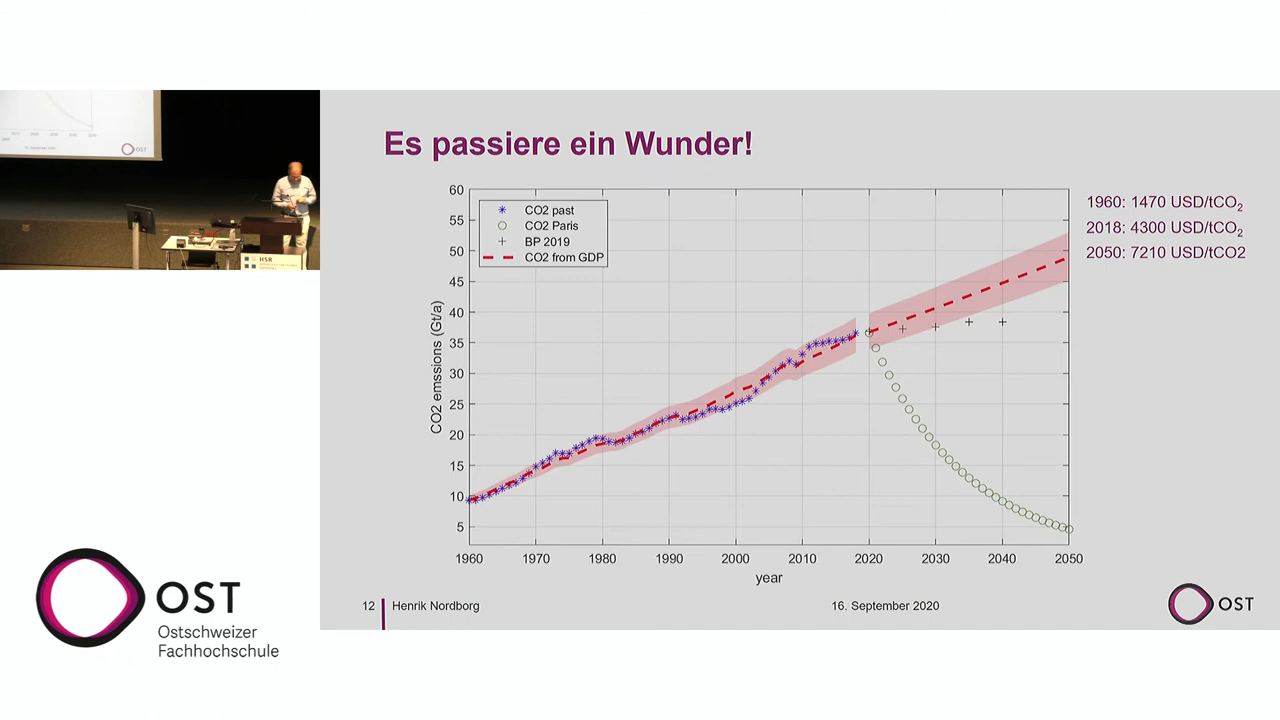 Es passiere ein Wunder!
60
55
50
45
40
35
30
25
20
15
10
5
CO2 emssions (Gt/a)
CO2 past
CO2 Paris
BP 2019
CO2 from GDP
1960 1970 1980 1990 2000 2010 2020 2030 2040 2050
year
1960: 1470 USD/tCO2
2018: 4300 USD/tCO2
2050: 7210 USD/tCO2
12 Henrik Nordborg
16. September 2020
OST
OST
HSR
OST
Ostschweizer
Fachhochschule